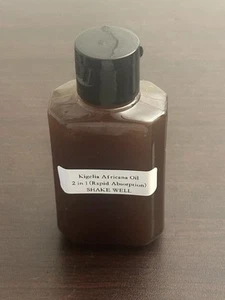 Kigelia Africana Oil
2 in 1 (Rapid Absorption)
SHAKE WELL